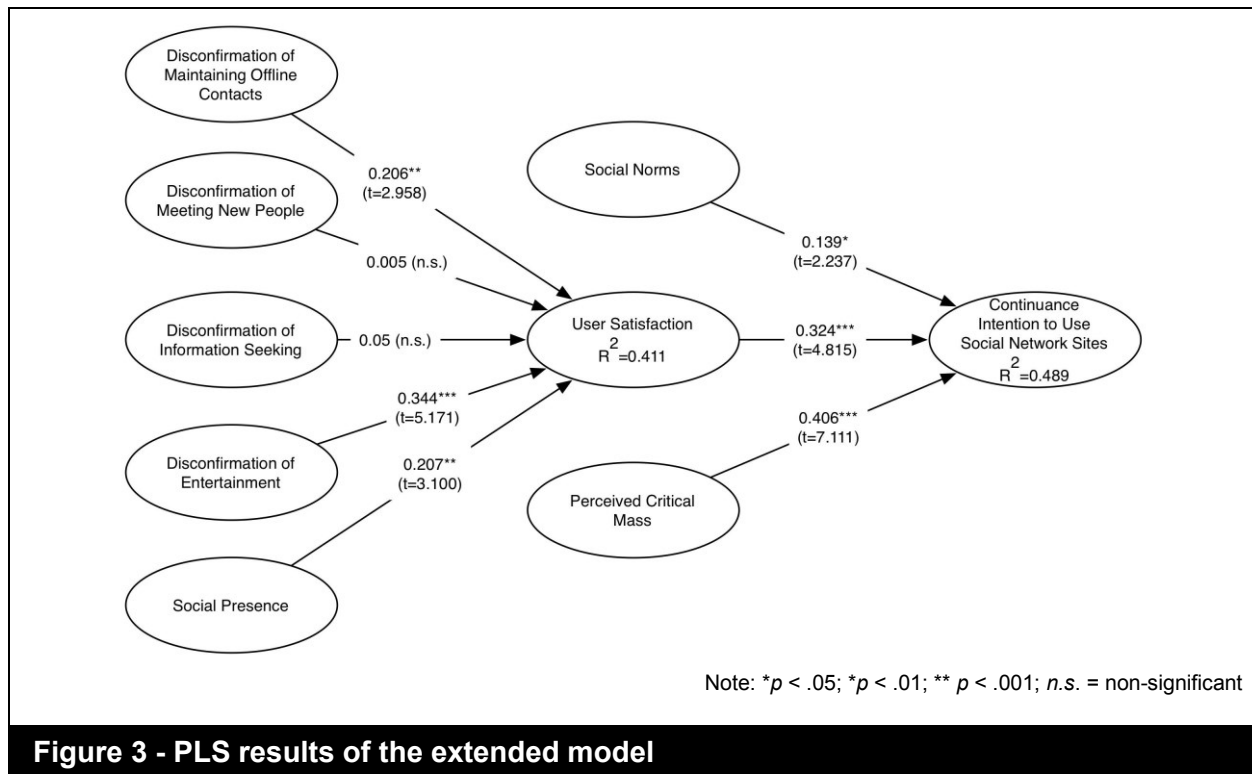 Disconfirmation of
Maintaining Offline
Contacts
0.206**
(t=2.958)
Disconfirmation of
Meeting New People
0.005 (n.s.)
Disconfirmation of
Information Seeking
0.05 (n.s.)
Disconfirmation of
Entertainment
0.344***
(t=5.171)
Social Presence
0.207**
(t=3.100)
User Satisfaction
2
R =0.411
Social Norms
0.139*
(t=2.237)
0.324***
(t=4.815)
Perceived Critical
Mass
0.406***
(t=7.111)
Continuance
Intention to Use
Social Network Sites
2
R =0.489
Note: *p < .05; *p < .01; ** p < .001; n.s. = non-significant
Figure 3 - PLS results of the extended model